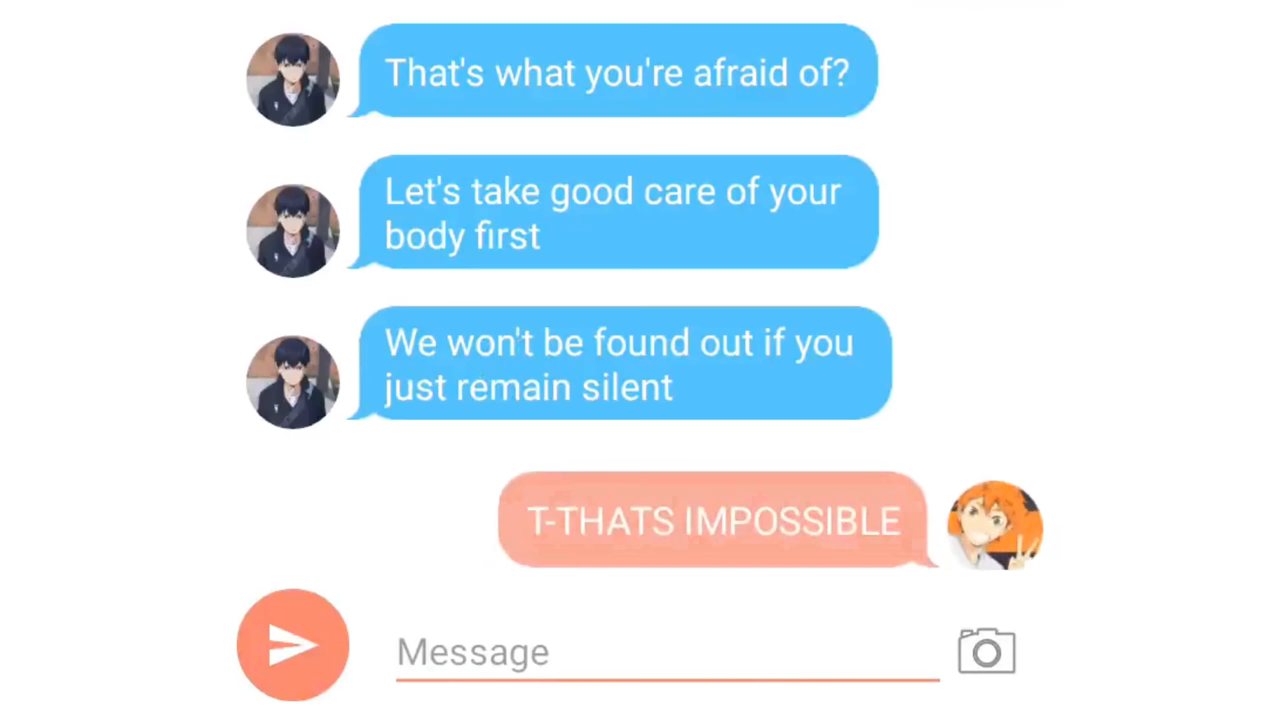 That's what you're afraid of?
Let's take good care of your
body first
We won't be found out if you
just remain silent
T-THATS IMPOSSIBLE
Message